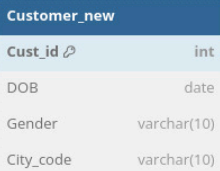 Customer_new
Cust_id int
DOB date
Gender varchar(10)
City_code varchar(10)